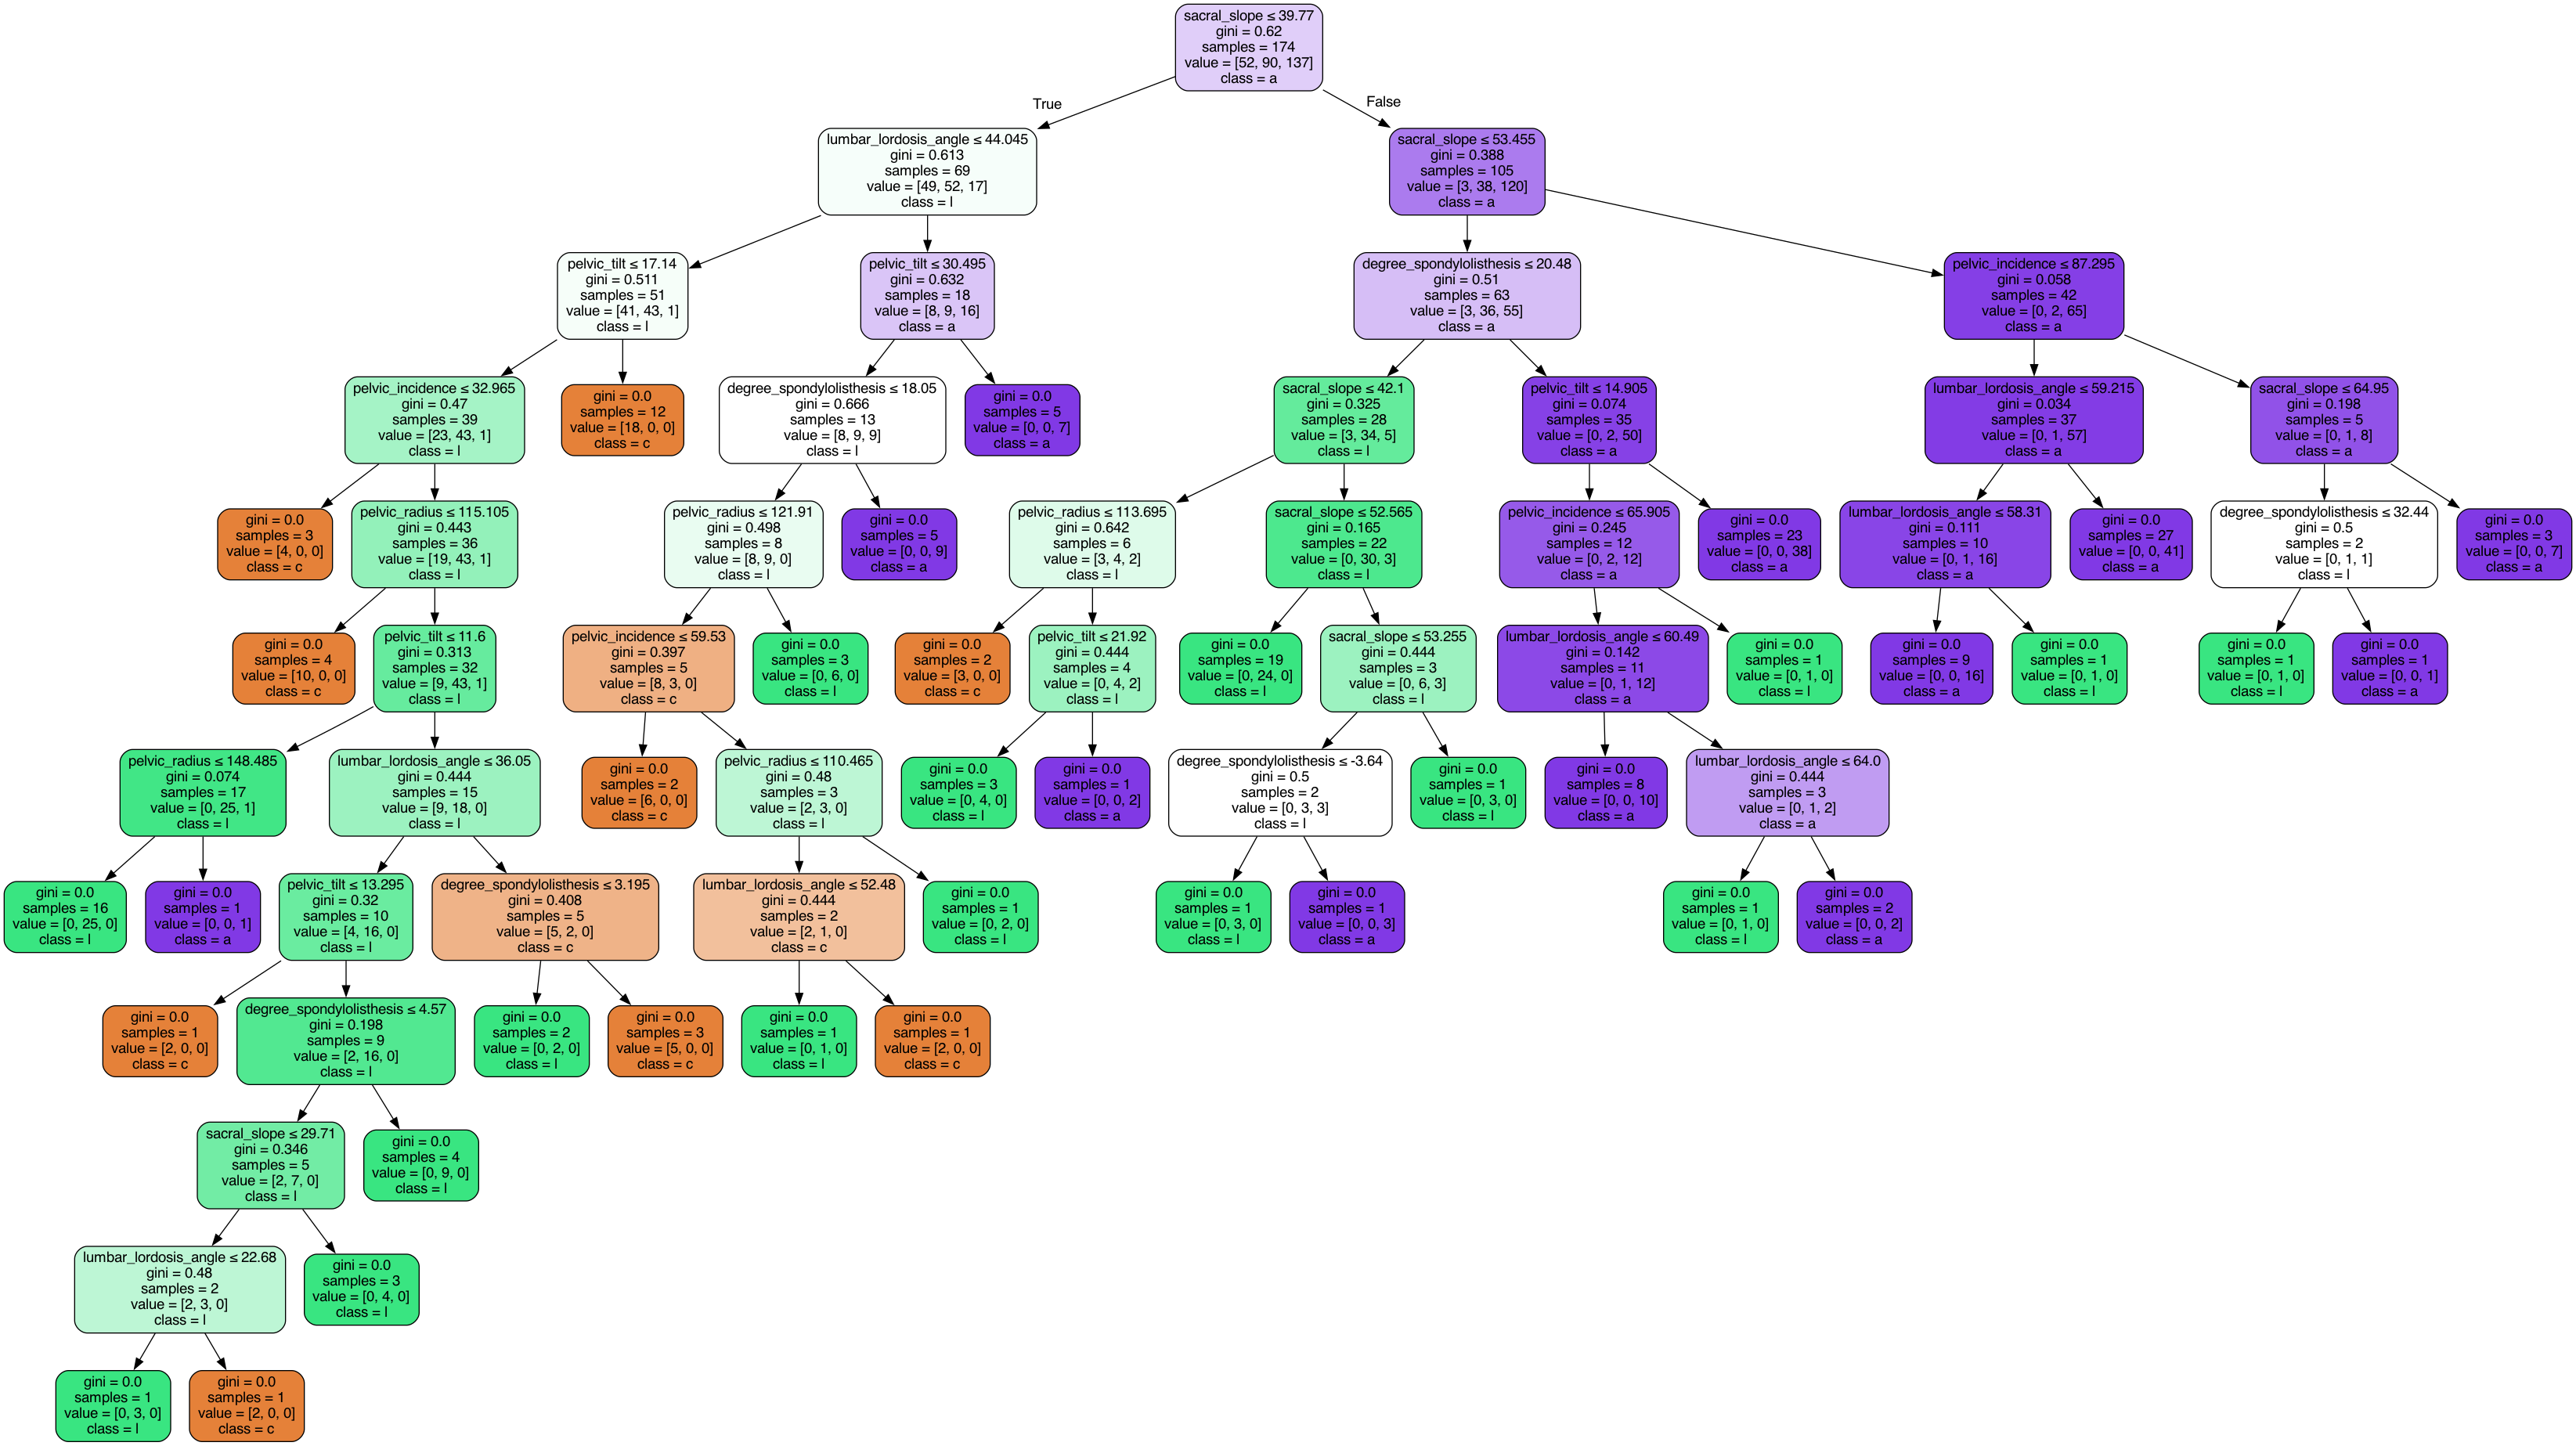 sacral_slope ≤ 39.77
gini = 0.62
samples = 174
value = [52, 90, 137]
class = a
True
False
lumbar_lordosis_angle ≤ 44.045
gini = 0.613
samples = 69
value = [49, 52, 17]
class = l
sacral_slope ≤ 53.455
gini = 0.388
samples = 105
value = [3, 38, 120]
class = a
pelvic_tilt ≤ 17.14
gini = 0.511
samples = 51
value = [41, 43, 1]
class = l
pelvic_tilt ≤ 30.495
gini = 0.632
samples = 18
value = [8, 9, 16]
class = a
degree_spondylolisthesis ≤ 20.48
gini = 0.51
samples = 63
value = [3, 36, 55]
class = a
pelvic_incidence ≤ 87.295
gini = 0.058
samples = 42
value = [0, 2, 65]
class = a
pelvic_incidence ≤ 32.965
gini = 0.47
samples = 39
value = [23, 43, 1]
class = l
gini = 0.0
samples = 12
value = [18, 0, 0]
class = c
degree_spondylolisthesis ≤ 18.05
gini = 0.666
samples = 13
value = [8, 9, 9]
class = l
gini = 0.0
samples = 5
value = [0, 0, 7]
class = a
sacral_slope ≤ 42.1
gini = 0.325
samples = 28
value = [3, 34, 5]
class = l
pelvic_tilt ≤ 14.905
gini = 0.074
samples = 35
value = [0, 2, 50]
class = a
lumbar_lordosis_angle ≤ 59.215
gini = 0.034
samples = 37
value = [0, 1, 57]
class = a
sacral_slope ≤ 64.95
gini = 0.198
samples = 5
value = [0, 1, 8]
class = a
gini = 0.0
samples = 3
value = [4, 0, 0]
class = c
pelvic_radius ≤ 115.105
gini = 0.443
samples = 36
value = [19, 43, 1]
class = l
pelvic_radius ≤ 121.91
gini = 0.498
samples = 8
value = [8, 9, 0]
class = l
gini = 0.0
samples = 5
value = [0, 0, 9]
class = a
pelvic_radius ≤ 113.695
gini = 0.642
samples = 6
value = [3, 4, 2]
class = l
sacral_slope ≤ 52.565
gini = 0.165
samples = 22
value = [0, 30, 3]
class = l
pelvic_incidence ≤ 65.905
gini = 0.245
samples = 12
value = [0, 2, 12]
class = a
gini = 0.0
samples = 23
value = [0, 0, 38]
class = a
lumbar_lordosis_angle ≤ 58.31
gini = 0.111
samples = 10
value = [0, 1, 16]
class = a
gini = 0.0
samples = 27
value = [0, 0, 41]
class = a
degree_spondylolisthesis ≤ 32.44
gini = 0.5
samples = 2
value = [0, 1, 1]
class = l
gini = 0.0
samples = 3
value = [0, 0, 7]
class = a
gini = 0.0
samples = 4
value = [10, 0, 0]
class = c
pelvic_tilt ≤ 11.6
gini = 0.313
samples = 32
value = [9, 43, 1]
class = l
pelvic_incidence ≤ 59.53
gini = 0.397
samples = 5
value = [8, 3, 0]
class = c
gini = 0.0
samples = 3
value = [0, 6, 0]
class = l
gini = 0.0
samples = 2
value = [3, 0, 0]
class = c
pelvic_tilt ≤ 21.92
gini = 0.444
samples = 4
value = [0, 4, 2]
class = l
gini = 0.0
samples = 19
value = [0, 24, 0]
class = l
sacral_slope ≤ 53.255
gini = 0.444
samples = 3
value = [0, 6, 3]
class = l
lumbar_lordosis_angle ≤ 60.49
gini = 0.142
samples = 11
value = [0, 1, 12]
class = a
gini = 0.0
samples = 1
value = [0, 1, 0]
class = l
gini = 0.0
samples = 9
value = [0, 0, 16]
class = a
gini = 0.0
samples = 1
value = [0, 1, 0]
class = l
gini = 0.0
samples = 1
value = [0, 1, 0]
class = l
gini = 0.0
samples = 1
value = [0, 0, 1]
class = a
pelvic_radius ≤ 148.485
gini = 0.074
samples = 17
value = [0, 25, 1]
class = l
lumbar_lordosis_angle ≤ 36.05
gini = 0.444
samples = 15
value = [9, 18, 0]
class = l
gini = 0.0
samples = 2
value = [6, 0, 0]
class = c
pelvic_radius ≤ 110.465
gini = 0.48
samples = 3
value = [2, 3, 0]
class = l
gini = 0.0
samples = 3
value = [0, 4, 0]
class = l
gini = 0.0
samples = 1
value = [0, 0, 2]
class = a
degree_spondylolisthesis ≤ -3.64
gini = 0.5
samples = 2
value = [0, 3, 3]
class = l
gini = 0.0
samples = 1
value = [0, 3, 0]
class = l
gini = 0.0
samples = 8
value = [0, 0, 10]
class = a
lumbar_lordosis_angle ≤ 64.0
gini = 0.444
samples = 3
value = [0, 1, 2]
class = a
gini = 0.0
samples = 16
value = [0, 25, 0]
class = l
gini = 0.0
samples = 1
value = [0, 0, 1]
class = a
pelvic_tilt ≤ 13.295
gini = 0.32
samples = 10
value = [4, 16, 0]
class = l
degree_spondylolisthesis ≤ 3.195
gini = 0.408
samples = 5
value = [5, 2, 0]
class = c
lumbar_lordosis_angle ≤ 52.48
gini = 0.444
samples = 2
value = [2, 1, 0]
class = c
gini = 0.0
samples = 1
value = [0, 2, 0]
class = l
gini = 0.0
samples = 1
value = [0, 3, 0]
class = l
gini = 0.0
samples = 1
value = [0, 0, 3]
class = a
gini = 0.0
samples = 1
value = [0, 1, 0]
class = l
gini = 0.0
samples = 2
value = [0, 0, 2]
class = a
gini = 0.0
samples = 1
value = [2, 0, 0]
class = c
degree_spondylolisthesis ≤ 4.57
gini = 0.198
samples = 9
value = [2, 16, 0]
class = l
gini = 0.0
samples = 2
value = [0, 2, 0]
class = l
gini = 0.0
samples = 3
value = [5, 0, 0]
class = c
gini = 0.0
samples = 1
value = [0, 1, 0]
class = l
gini = 0.0
samples = 1
value = [2, 0, 0]
class = c
sacral_slope ≤ 29.71
gini = 0.346
samples = 5
value = [2, 7, 0]
class = l
gini = 0.0
samples = 4
value = [0, 9, 0]
class = l
lumbar_lordosis_angle ≤ 22.68
gini = 0.48
samples = 2
value = [2, 3, 0]
class = l
gini = 0.0
samples = 3
value = [0, 4, 0]
class = l
gini = 0.0
samples = 1
value = [0, 3, 0]
class = l
gini = 0.0
samples = 1
value = [2, 0, 0]
class = c